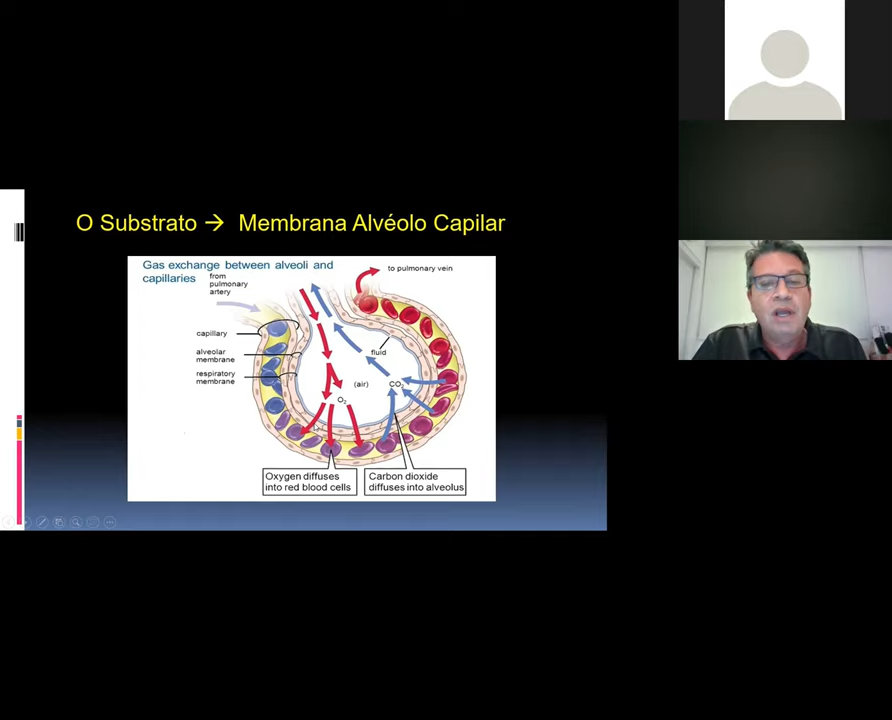 O Substrato → Membrana Alvéolo Capilar
Gas exchange between alveoli and
capillaries
from
pulmonary
artery
to pulmonary vein
capillary
alveolar
membrane
respiratory
membrane
fluid
(air)
CO₂
O₂
Oxygen diffuses
into red blood cells
Carbon dioxide
diffuses into alveolus